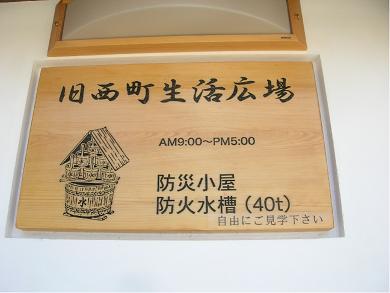 旧西町生活広場
AM9:00～PM5:00
防災小屋
防火水槽(40t)
自由にご見学下さい
水